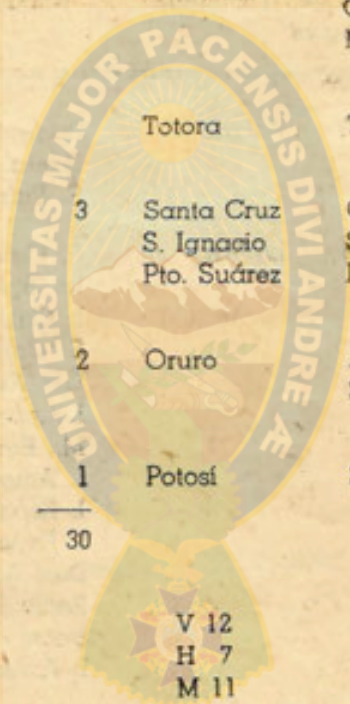 UNIVERSITAS MAJOR PACENSIS DIVI ANDRE Æ
Totora
3 Santa Cruz
S. Ignacio
Pto. Suárez
2 Oruro
1 Potosí
30
V 12
H 7
M 11